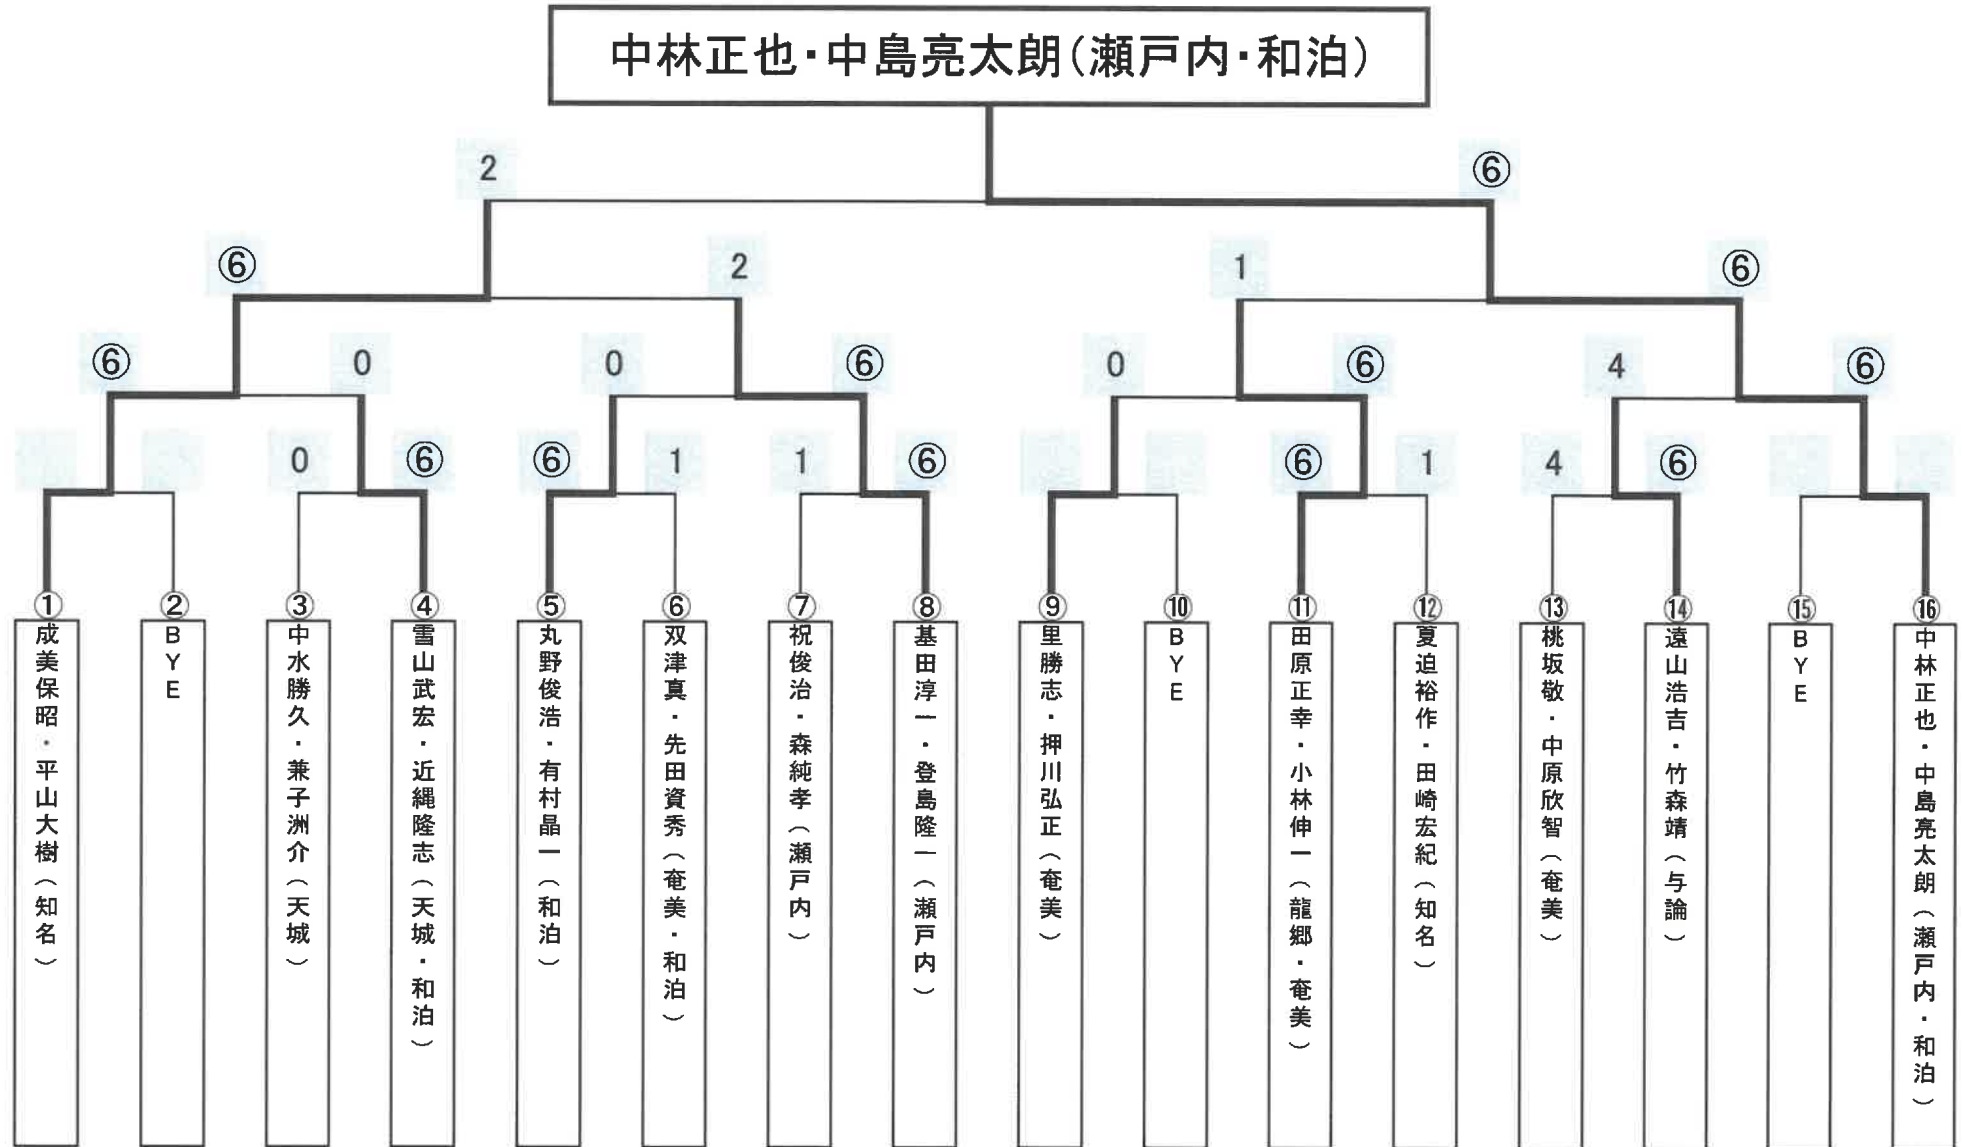 中林正也・中島亮太朗（瀬戸内・和泊）
2
⑥
⑥
2
1
⑥
⑥
0
0
⑥
0
⑥
4
⑥
0
⑥
⑥
1
1
⑥
⑥
1
4
⑥
①
②
③
④
⑤
⑥
⑦
⑧
⑨
⑩
⑪
⑫
⑬
⑭
⑮
⑯
成美保昭・平山大樹（知名）
BYE
中水勝久・兼子洲介（天城）
雪山武宏・近縄隆志（天城・和泊）
丸野俊浩・有村晶一（和泊）
双津真・先田資秀（奄美・和泊）
祝俊治・森純孝（瀬戸内）
基田淳一・登島隆一（瀬戸内）
里勝志・押川弘正（奄美）
BYE
田原正幸・小林伸一（龍郷・奄美）
夏迫裕作・田崎宏紀（知名）
桃坂敬・中原欣智（奄美）
遠山浩吉・竹森靖（与論）
BYE
中林正也・中島亮太朗（瀬戸内・和泊）